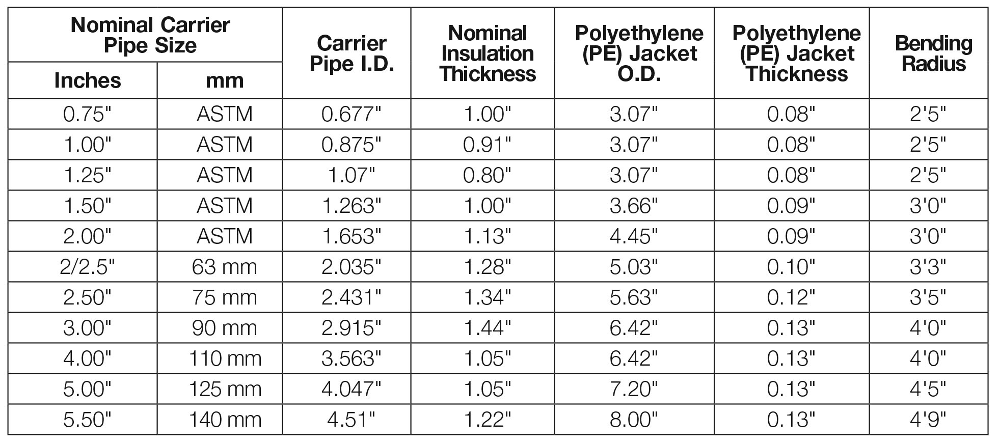 Nominal Carrier
Pipe Size
Carrier
Pipe I.D.
Nominal
Insulation
Thickness
Polyethylene
(PE) Jacket
O.D.
Polyethylene
(PE) Jacket
Thickness
Bending
Radius
Inches mm
0.75" ASTM 0.677" 1.00" 3.07" 0.08" 2'5"
1.00" ASTM 0.875" 0.91" 3.07" 0.08" 2'5"
1.25" ASTM 1.07" 0.80" 3.07" 0.08" 2'5"
1.50" ASTM 1.263" 1.00" 3.66" 0.09" 3'0"
2.00" ASTM 1.653" 1.13" 4.45" 0.09" 3'0"
2/2.5" 63 mm 2.035" 1.28" 5.03" 0.10" 3'3"
2.50" 75 mm 2.431" 1.34" 5.63" 0.12" 3'5"
3.00" 90 mm 2.915" 1.44" 6.42" 0.13" 4'0"
4.00" 110 mm 3.563" 1.05" 6.42" 0.13" 4'0"
5.00" 125 mm 4.047" 1.05" 7.20" 0.13" 4'5"
5.50" 140 mm 4.51" 1.22" 8.00" 0.13" 4'9"